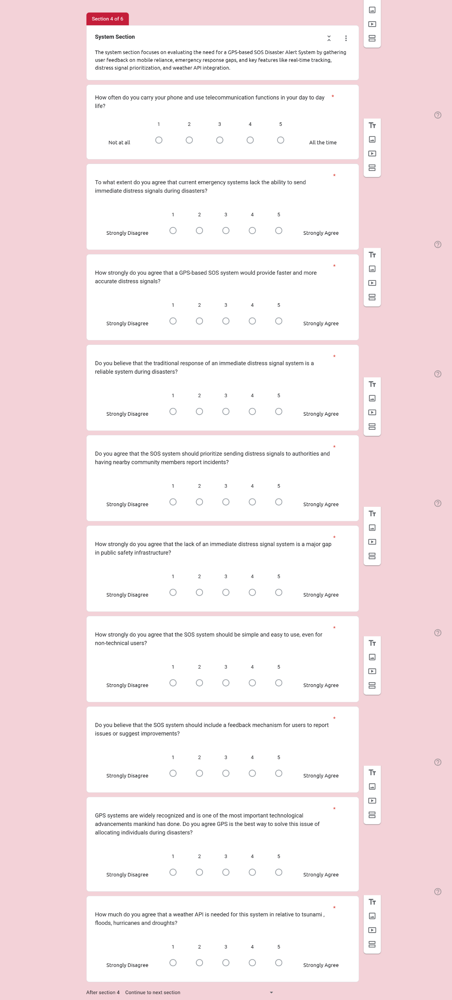 Section 4 of 6
System Section
The system section focuses on evaluating the need for a GPS-based SOS Disaster Alert System by gathering
user feedback on mobile reliance, emergency response gaps, and key features like real-time tracking,
distress signal prioritization, and weather API integration.
How often do you carry your phone and use telecommunication functions in your day to day *
life?
1 2 3 4 5
Not at all All the time
*
To what extent do you agree that current emergency systems lack the ability to send
immediate distress signals during disasters?
1 2 3 4 5
Strongly Disagree Strongly Agree
*
How strongly do you agree that a GPS-based SOS system would provide faster and more
accurate distress signals?
1 2 3 4 5
Strongly Disagree Strongly Agree
*
Do you believe that the traditional response of an immediate distress signal system is a
reliable system during disasters?
1 2 3 4 5
Strongly Disagree Strongly Agree
*
Do you agree that the SOS system should prioritize sending distress signals to authorities and
having nearby community members report incidents?
1 2 3 4 5
Strongly Disagree Strongly Agree
*
How strongly do you agree that the lack of an immediate distress signal system is a major gap
in public safety infrastructure?
1 2 3 4 5
Strongly Disagree Strongly Agree
*
How strongly do you agree that the SOS system should be simple and easy to use, even for
non-technical users?
1 2 3 4 5
Strongly Disagree Strongly Agree
*
Do you believe that the SOS system should include a feedback mechanism for users to report
issues or suggest improvements?
1 2 3 4 5
Strongly Disagree Strongly Agree
*
GPS systems are widely recognized and is one of the most important technological
advancements mankind has done. Do you agree GPS is the best way to solve this issue of
allocating individuals during disasters?
1 2 3 4 5
Strongly Disagree Strongly Agree
*
How much do you agree that a weather API is needed for this system in relative to tsunami ,
floods, hurricanes and droughts?
1 2 3 4 5
Strongly Disagree Strongly Agree
After section 4 Continue to next section